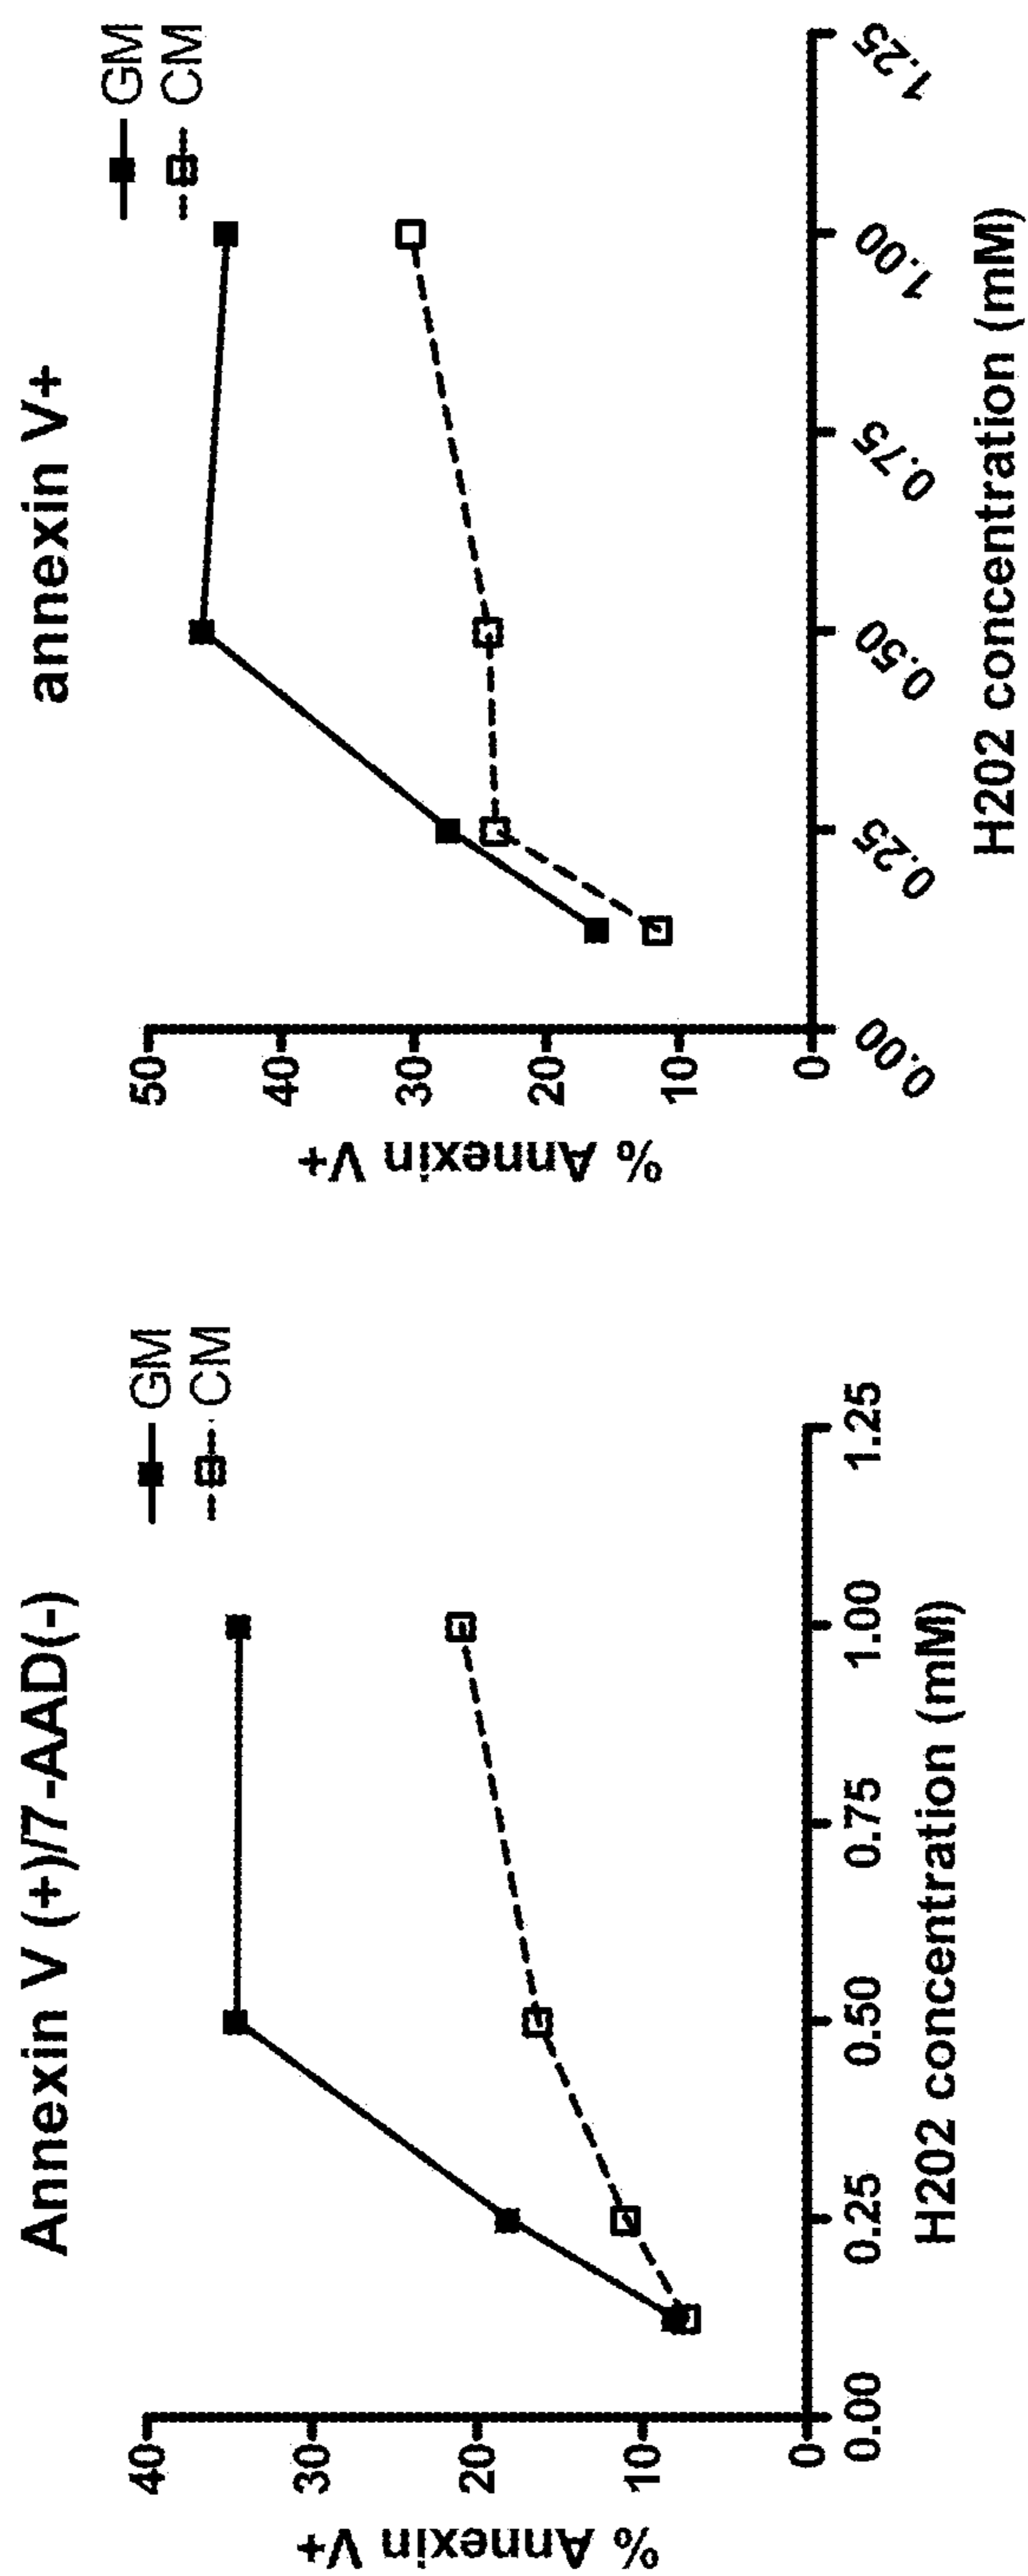 Annexin V (+)/7-AAD(-)
GM
CM
% Annexin V+
40
30
20
10
0
0.00
0.25
0.50
0.75
1.00
1.25
H202 concentration (mM)
annexin V+
GM
CM
% Annexin V+
50
40
30
20
10
0
0.00
0.25
0.50
0.75
1.00
1.25
H202 concentration (mM)